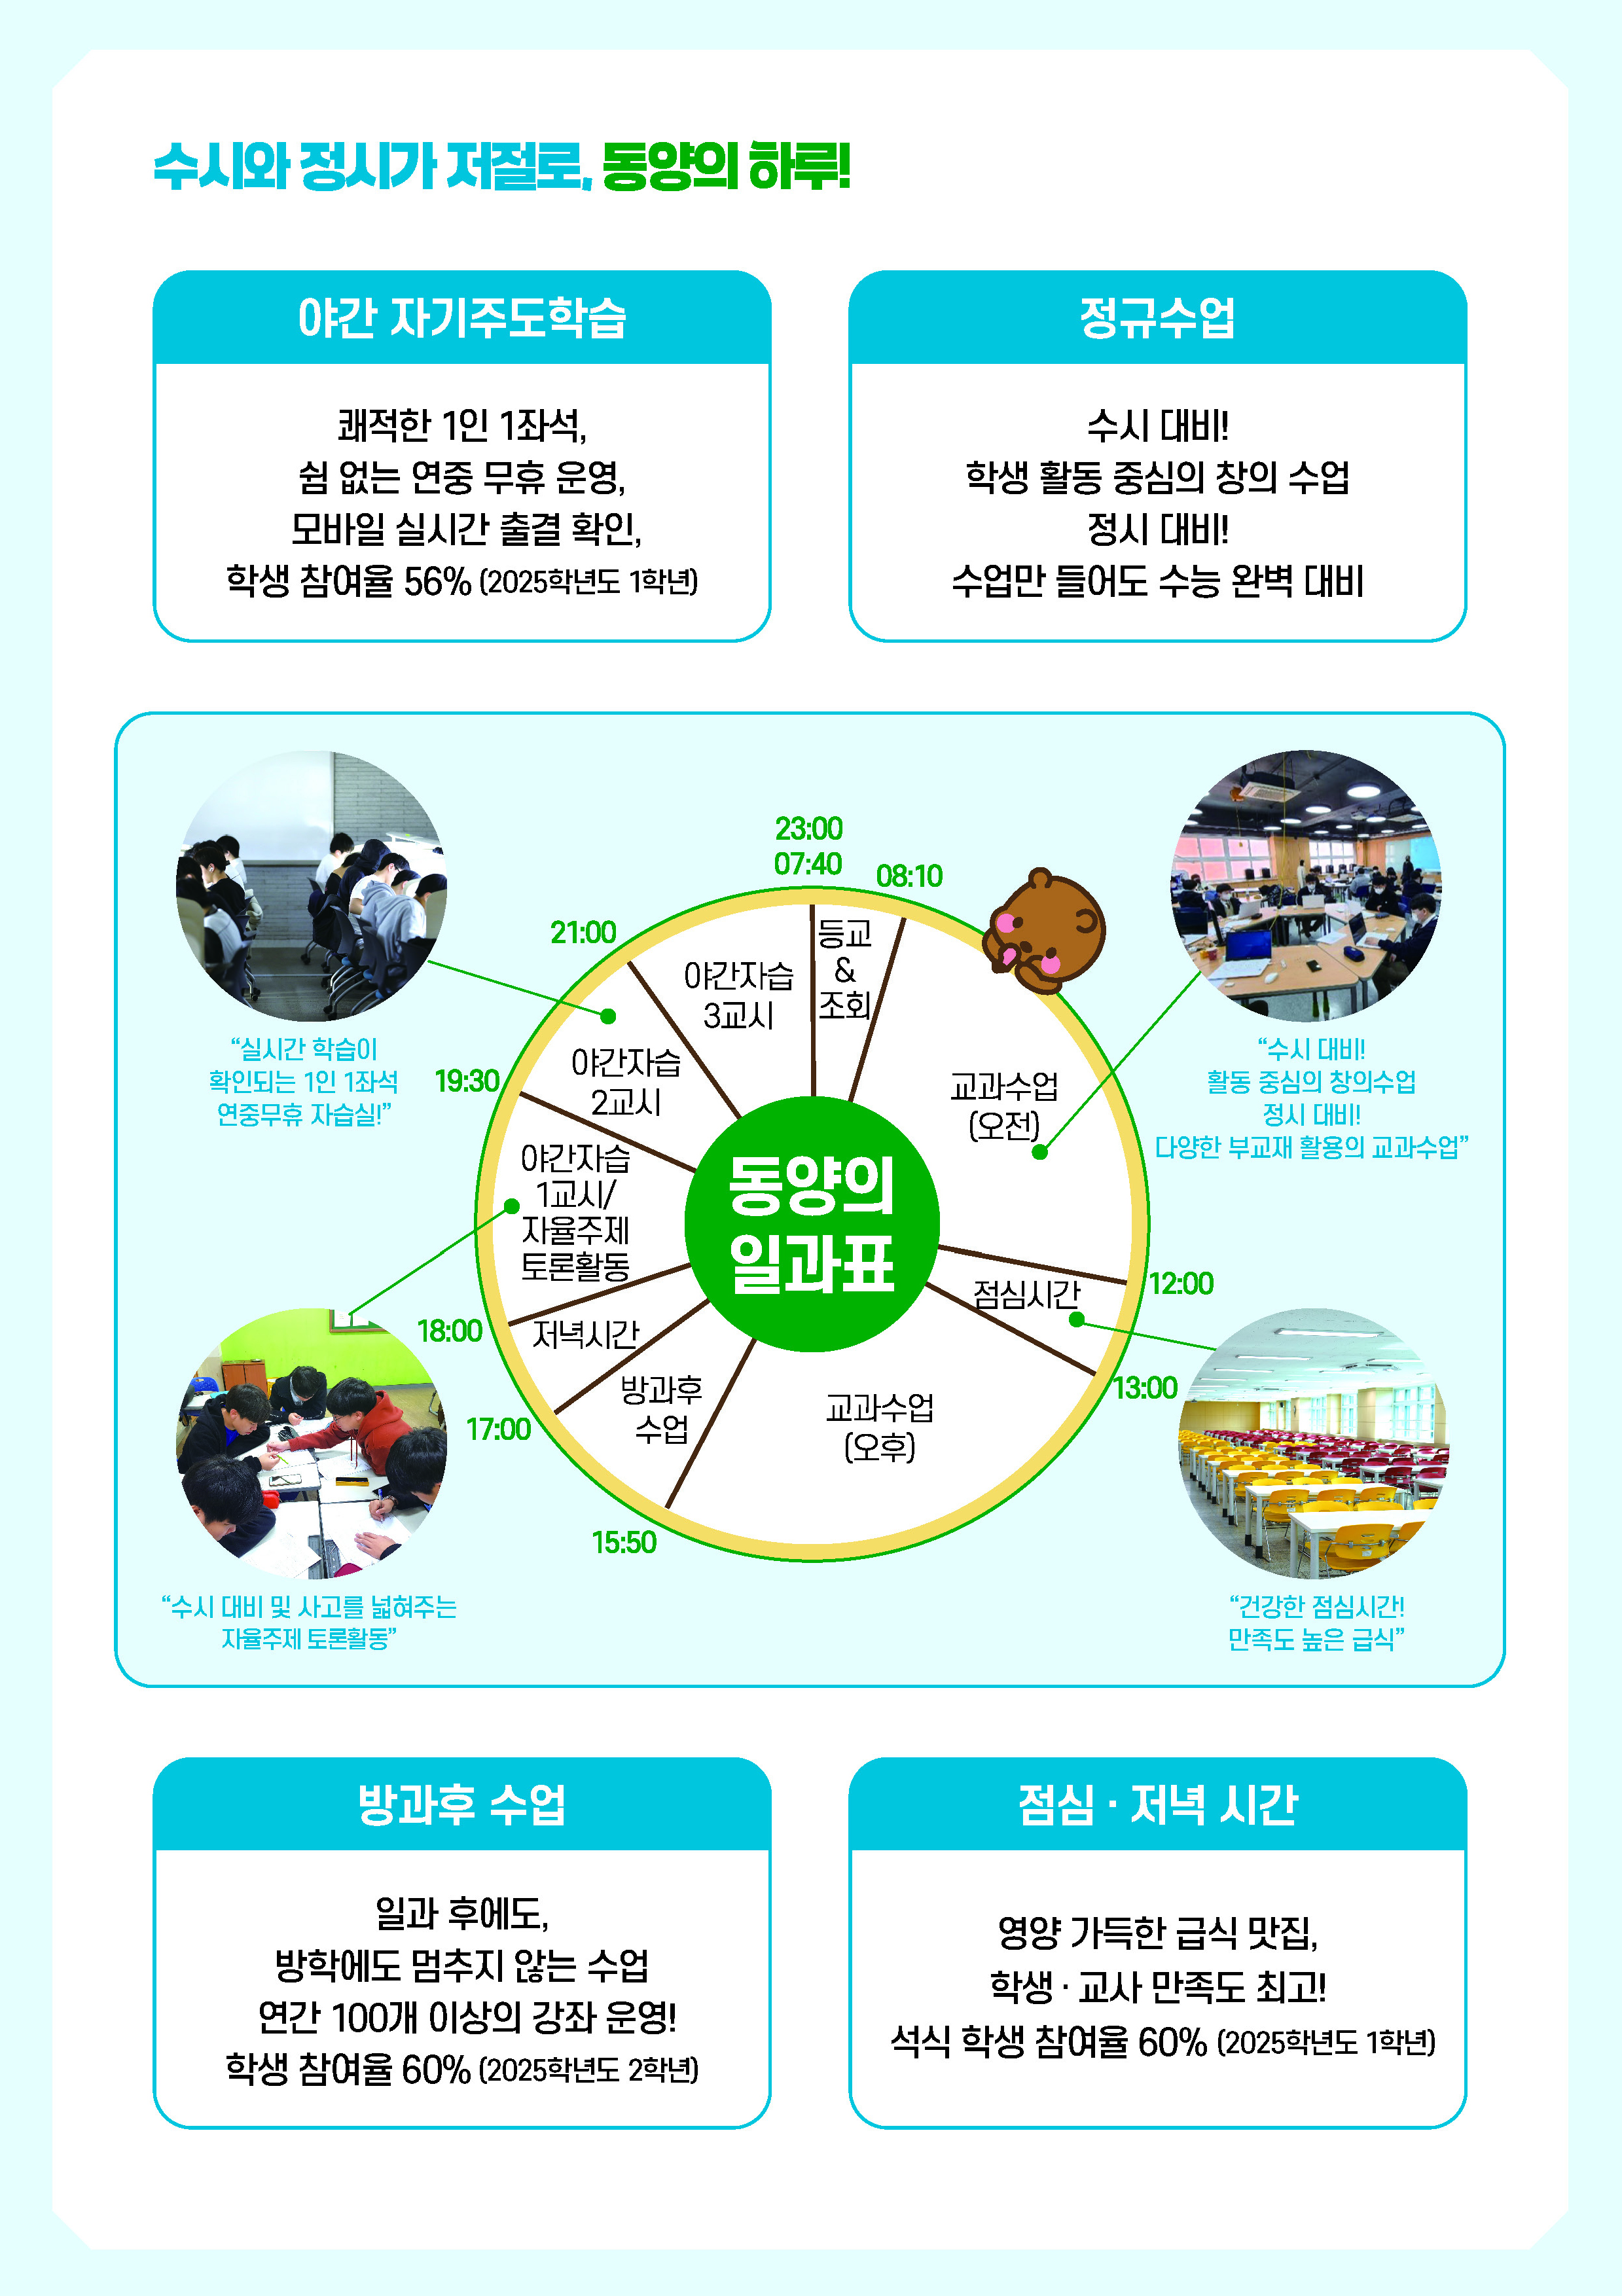 수시와 정시가 저절로, 동양의 하루!
야간 자기주도학습
쾌적한 1인 1좌석,
쉼 없는 연중 무휴 운영,
모바일 실시간 출결 확인,
학생 참여율 56% (2025학년도 1학년)
정규수업
수시 대비!
학생 활동 중심의 창의 수업
정시 대비!
수업만 들어도 수능 완벽 대비
23:00
07:40
08:10
21:00
19:30
18:00
17:00
15:50
13:00
12:00
등교
&
조회
교과수업
(오전)
점심시간
교과수업
(오후)
방과후
수업
저녁시간
야간자습
1교시/
자율주제
토론활동
야간자습
2교시
야간자습
3교시
동양의
일과표
“실시간 학습이
확인되는 1인 1좌석
연중무휴 자습실!”
“수시 대비!
활동 중심의 창의수업
정시 대비!
다양한 부교재 활용의 교과수업”
“수시 대비 및 사고를 넓혀주는
자율주제 토론활동”
“건강한 점심시간!
만족도 높은 급식”
방과후 수업
일과 후에도,
방학에도 멈추지 않는 수업
연간 100개 이상의 강좌 운영!
학생 참여율 60% (2025학년도 2학년)
점심 · 저녁 시간
영양 가득한 급식 맛집,
학생 · 교사 만족도 최고!
석식 학생 참여율 60% (2025학년도 1학년)